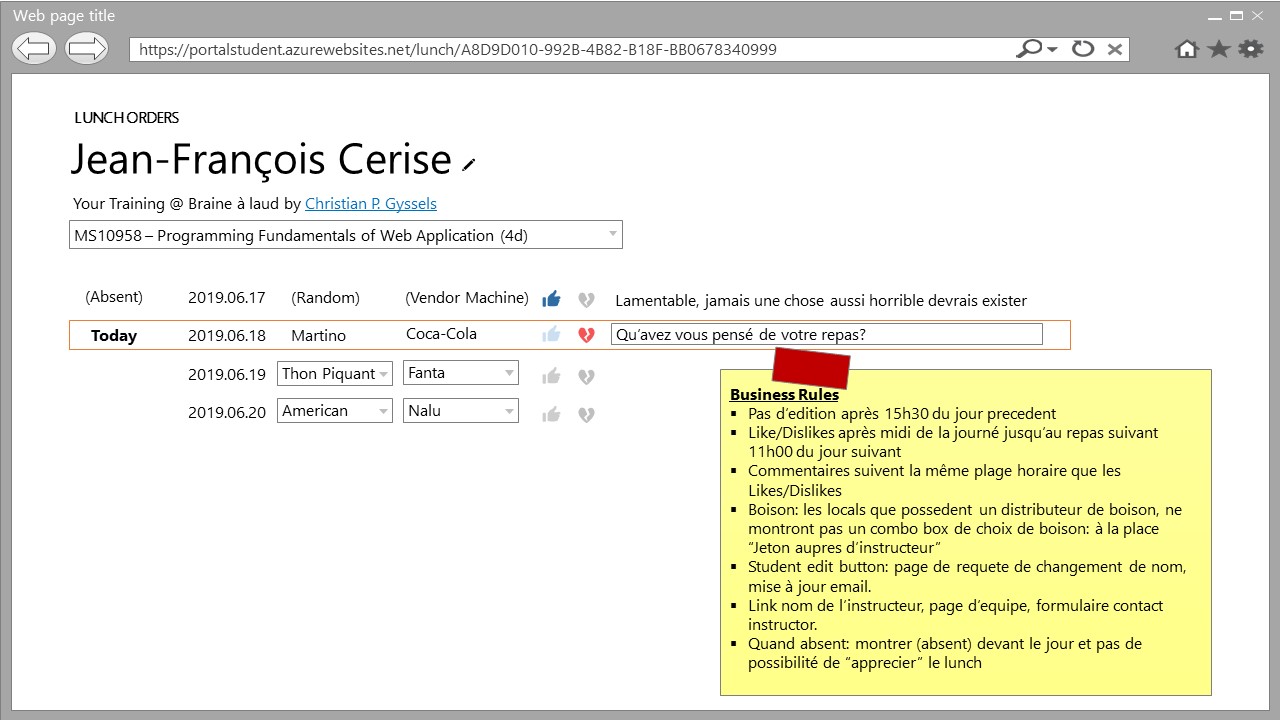 Web page title
https://portalstudent.azurewebsites.net/lunch/A8D9D010-992B-4B82-B18F-BB0678340999
LUNCH ORDERS
Jean-François Cerise
Your Training @ Braine à laud by Christian P. Gyssels
MS10958 – Programming Fundamentals of Web Application (4d)
(Absent) 2019.06.17 (Random) (Vendor Machine) Lamentable, jamais une chose aussi horrible devrais exister
Today 2019.06.18 Martino Coca-Cola Qu’avez vous pensé de votre repas?
2019.06.19 Thon Piquant Fanta
2019.06.20 American Nalu
Business Rules
▪ Pas d’edition après 15h30 du jour precedent
▪ Like/Dislikes après midi de la journé jusqu’au repas suivant
11h00 du jour suivant
▪ Commentaires suivent la même plage horaire que les
Likes/Dislikes
▪ Boison: les locals que possedent un distributeur de boison, ne
montront pas un combo box de choix de boison: à la place
“Jeton aupres d’instructeur”
▪ Student edit button: page de requete de changement de nom,
mise à jour email.
▪ Link nom de l’instructeur, page d’equipe, formulaire contact
instructor.
▪ Quand absent: montrer (absent) devant le jour et pas de
possibilité de “apprecier” le lunch